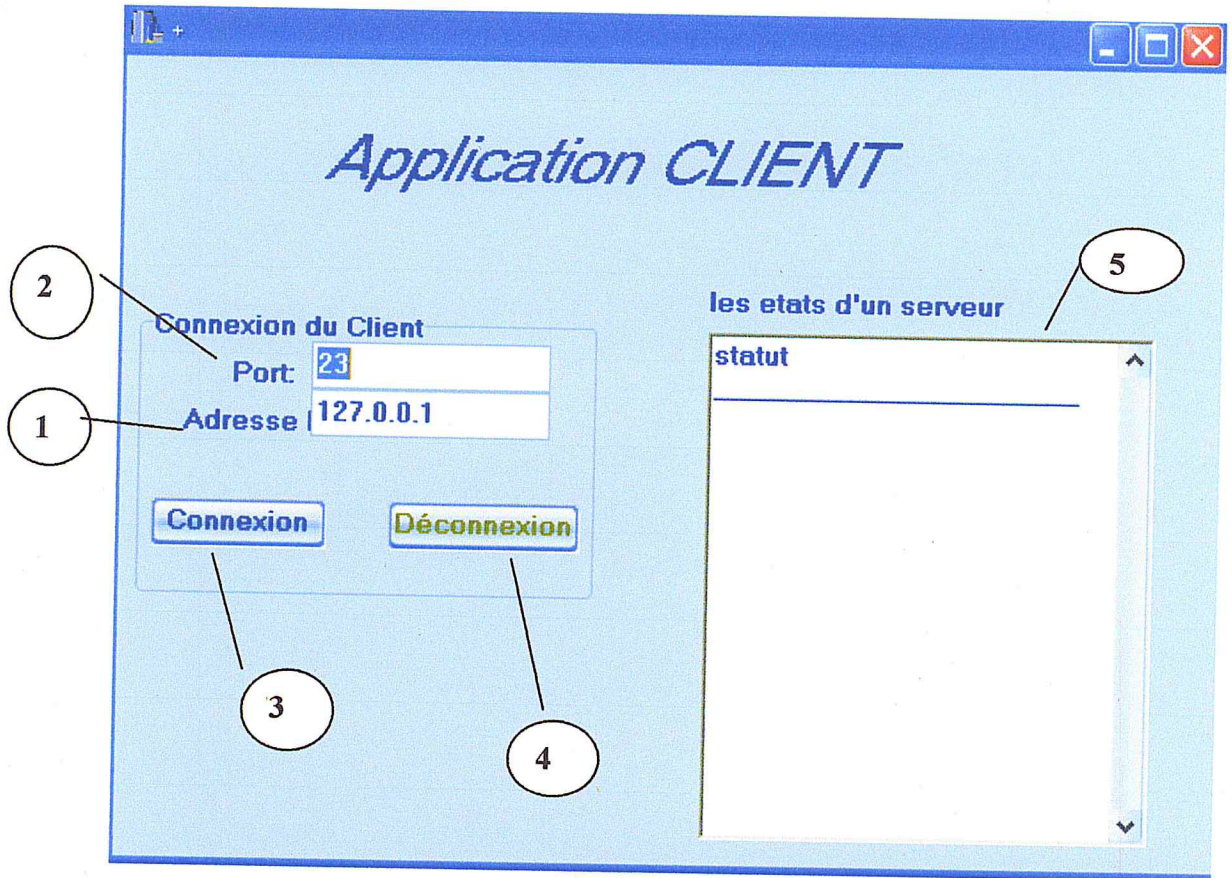 +
Application CLIENT
2
5
les etats d'un serveur
Connexion du Client
statut
Port: 23
1
Adresse 127.0.0.1
Connexion
Déconnexion
3
4